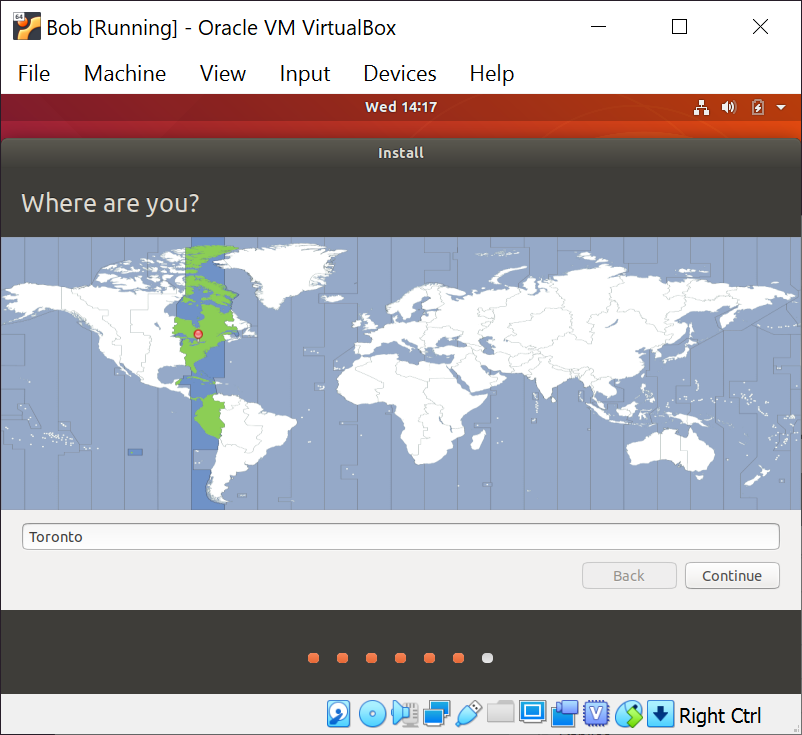 64
Bob [Running] - Oracle VM VirtualBox
File Machine View Input Devices Help
Wed 14:17
Install
Where are you?
Toronto
Back Continue
V
Right Ctrl